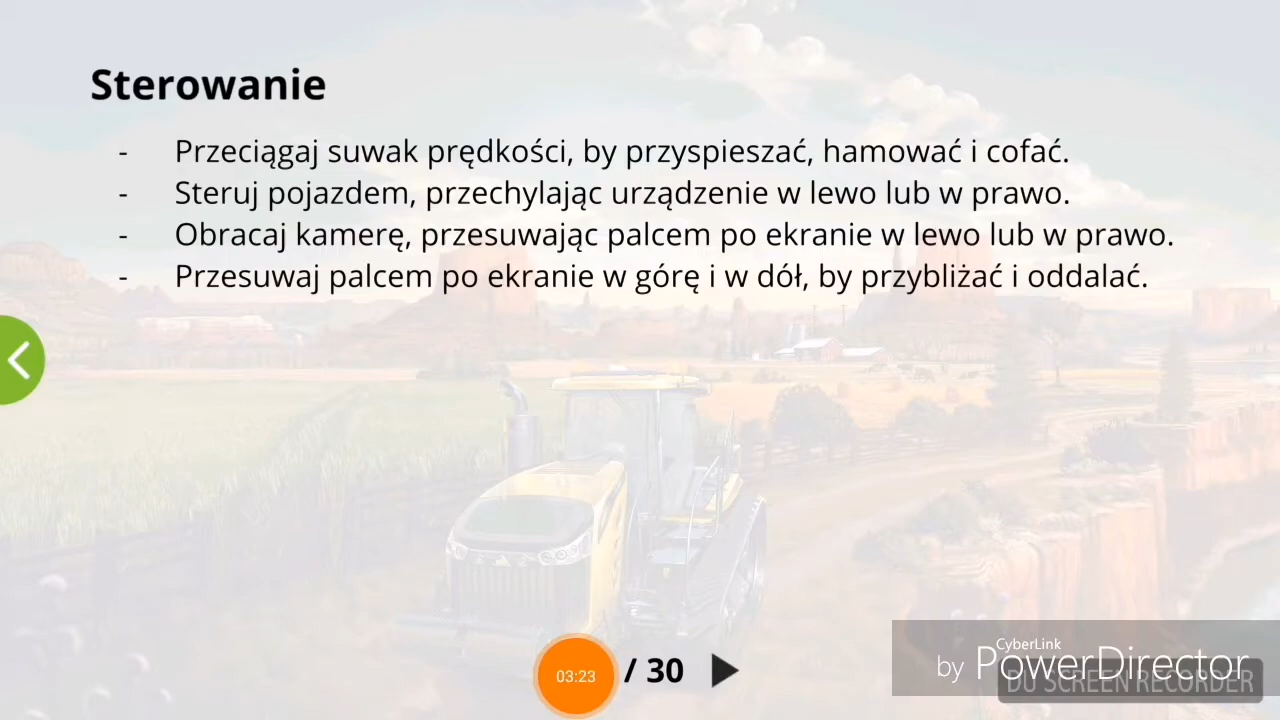 Sterowanie
- Przeciągaj suwak prędkości, by przyspieszać, hamować i cofać.
- Steruj pojazdem, przechylając urządzenie w lewo lub w prawo.
- Obracaj kamerę, przesuwając palcem po ekranie w lewo lub w prawo.
- Przesuwaj palcem po ekranie w górę i w dół, by przybliżać i oddalać.
03:23 / 30
CyberLink
by PowerDirector
DU SCREEN RECORDER